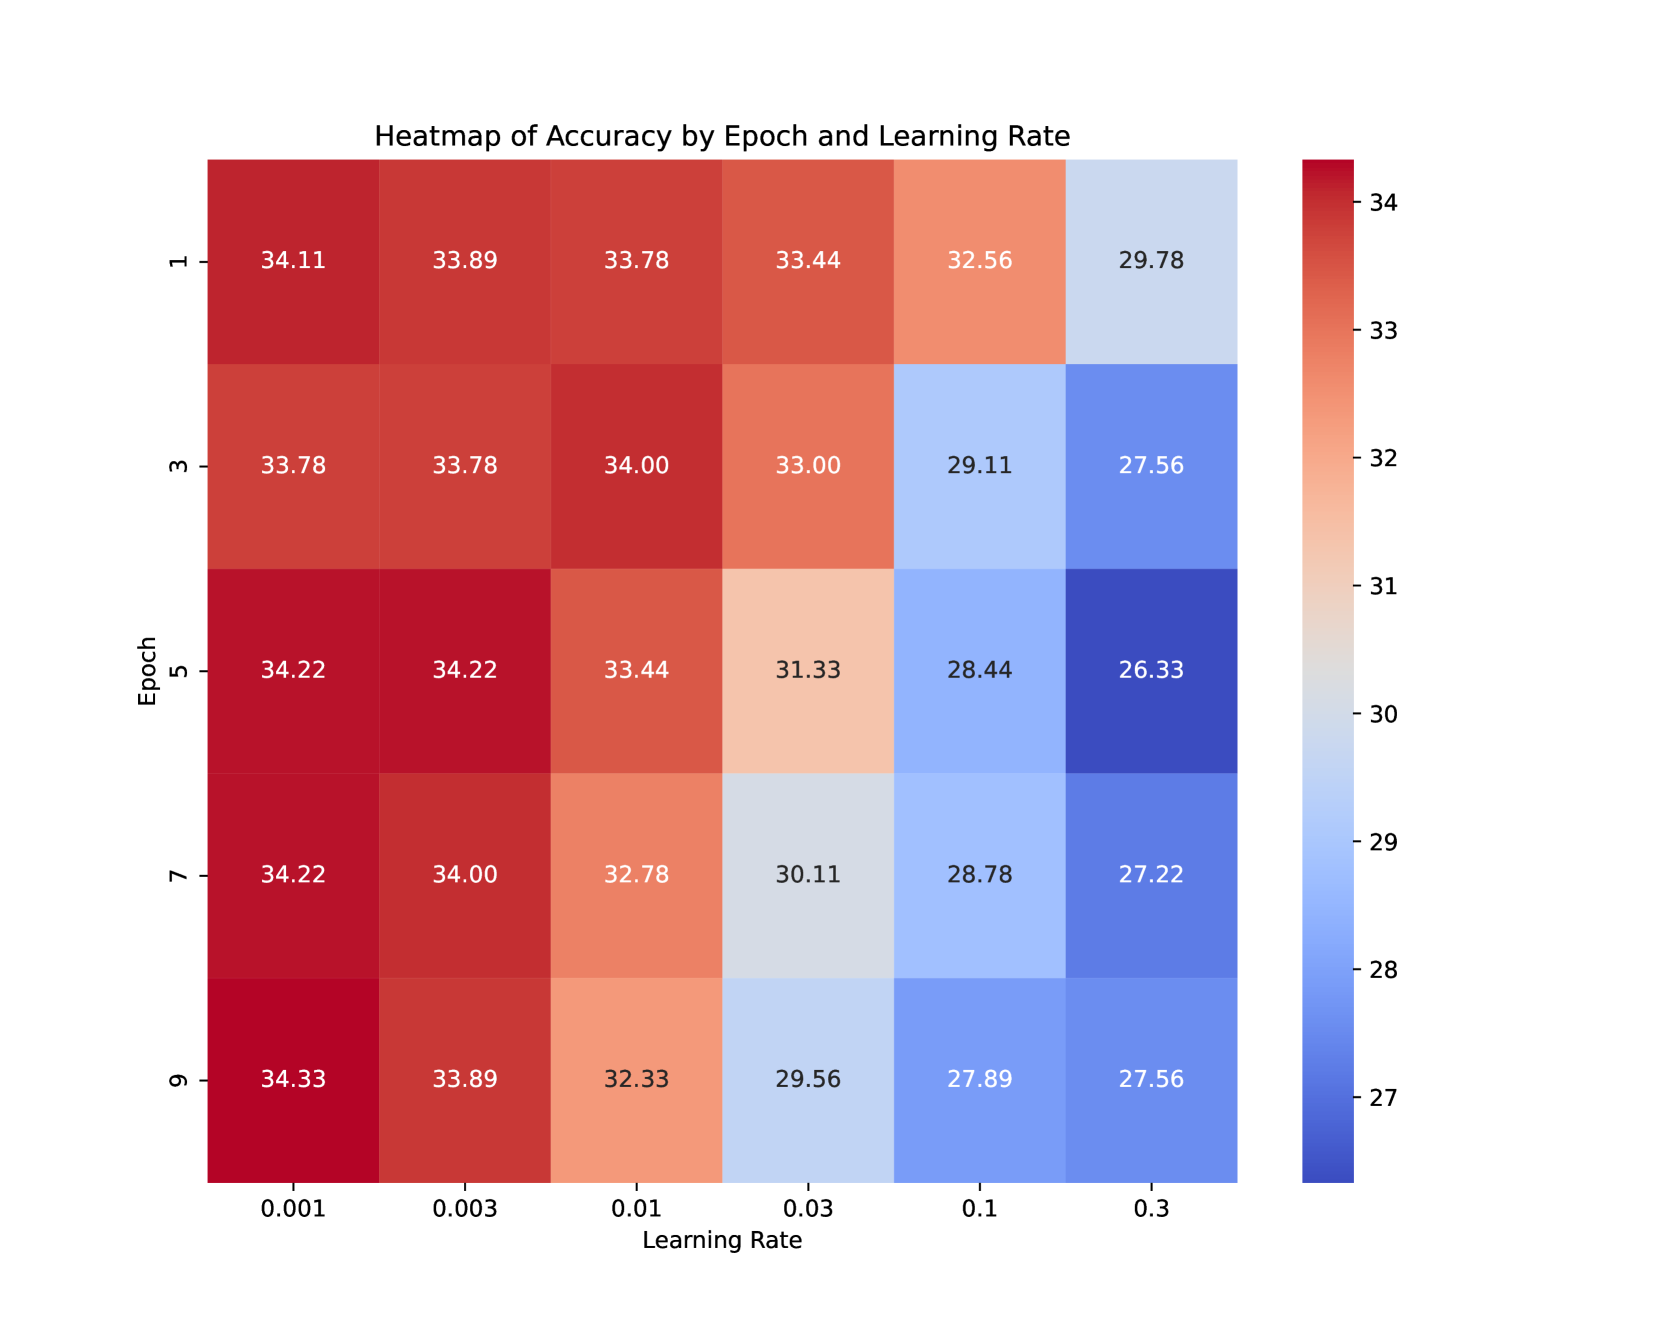 Heatmap of Accuracy by Epoch and Learning Rate
1 34.11 33.89 33.78 33.44 32.56 29.78
3 33.78 33.78 34.00 33.00 29.11 27.56
5 34.22 34.22 33.44 31.33 28.44 26.33
7 34.22 34.00 32.78 30.11 28.78 27.22
9 34.33 33.89 32.33 29.56 27.89 27.56
Epoch
0.001 0.003 0.01 0.03 0.1 0.3
Learning Rate
34
33
32
31
30
29
28
27